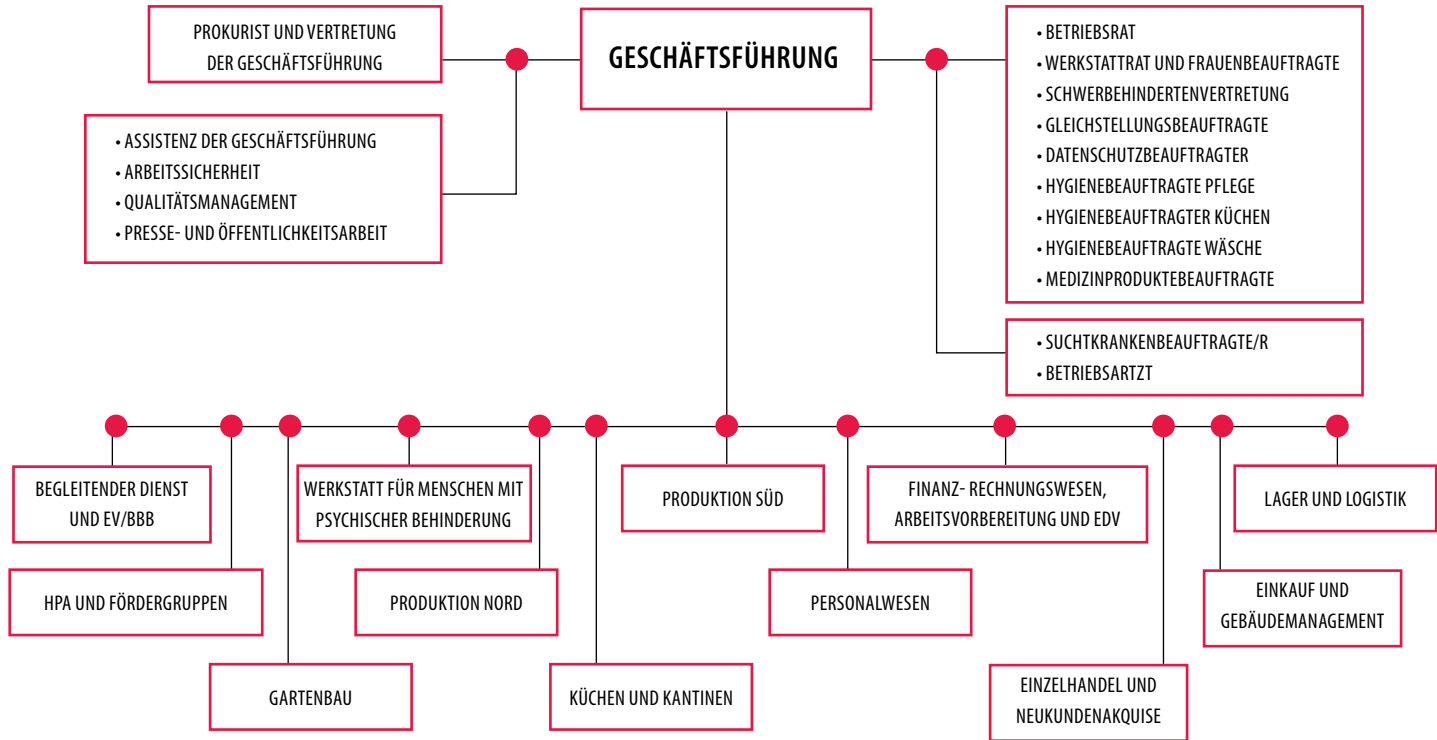 PROKURIST UND VERTRETUNG
DER GESCHÄFTSFÜHRUNG
• ASSISTENZ DER GESCHÄFTSFÜHRUNG
• ARBEITSSICHERHEIT
• QUALITÄTSMANAGEMENT
• PRESSE- UND ÖFFENTLICHKEITSARBEIT
GESCHÄFTSFÜHRUNG
• BETRIEBSRAT
• WERKSTATTRAT UND FRAUENBEAUFTRAGTE
• SCHWERBEHINDERTENVERTRETUNG
• GLEICHSTELLUNGSBEAUFTRAGTE
• DATENSCHUTZBEAUFTRAGTER
• HYGIENEBEAUFTRAGTE PFLEGE
• HYGIENEBEAUFTRAGTER KÜCHEN
• HYGIENEBEAUFTRAGTE WÄSCHE
• MEDIZINPRODUKTEBEAUFTRAGTE
• SUCHTKRANKENBEAUFTRAGTE/R
• BETRIEBSARTZT
BEGLEITENDER DIENST
UND EV/BBB
HPA UND FÖRDERGRUPPEN
GARTENBAU
WERKSTATT FÜR MENSCHEN MIT
PSYCHISCHER BEHINDERUNG
PRODUKTION NORD
KÜCHEN UND KANTINEN
PRODUKTION SÜD
PERSONALWESEN
FINANZ- RECHNUNGSWESEN,
ARBEITSVORBEREITUNG UND EDV
EINZELHANDEL UND
NEUKUNDENAKQUISE
EINKAUF UND
GEBÄUDEMANAGEMENT
LAGER UND LOGISTIK